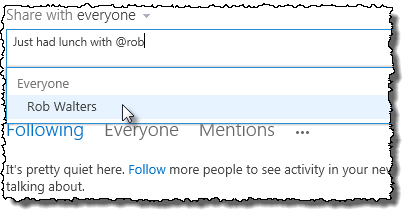 Share with everyone
Just had lunch with @rob
Everyone
Rob Walters
Following Everyone Mentions ...
It's pretty quiet here. Follow more people to see activity in your
talking about.